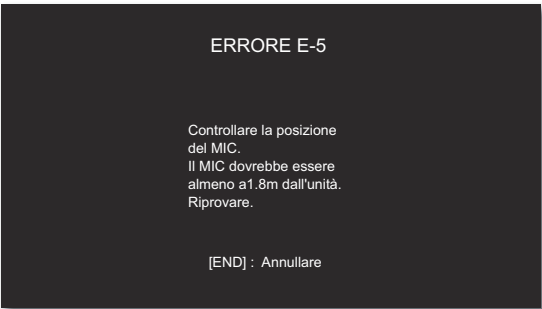 ERRORE E-5
Controllare la posizione
del MIC.
Il MIC dovrebbe essere
almeno a1.8m dall'unità.
Riprovare.
[END] : Annullare